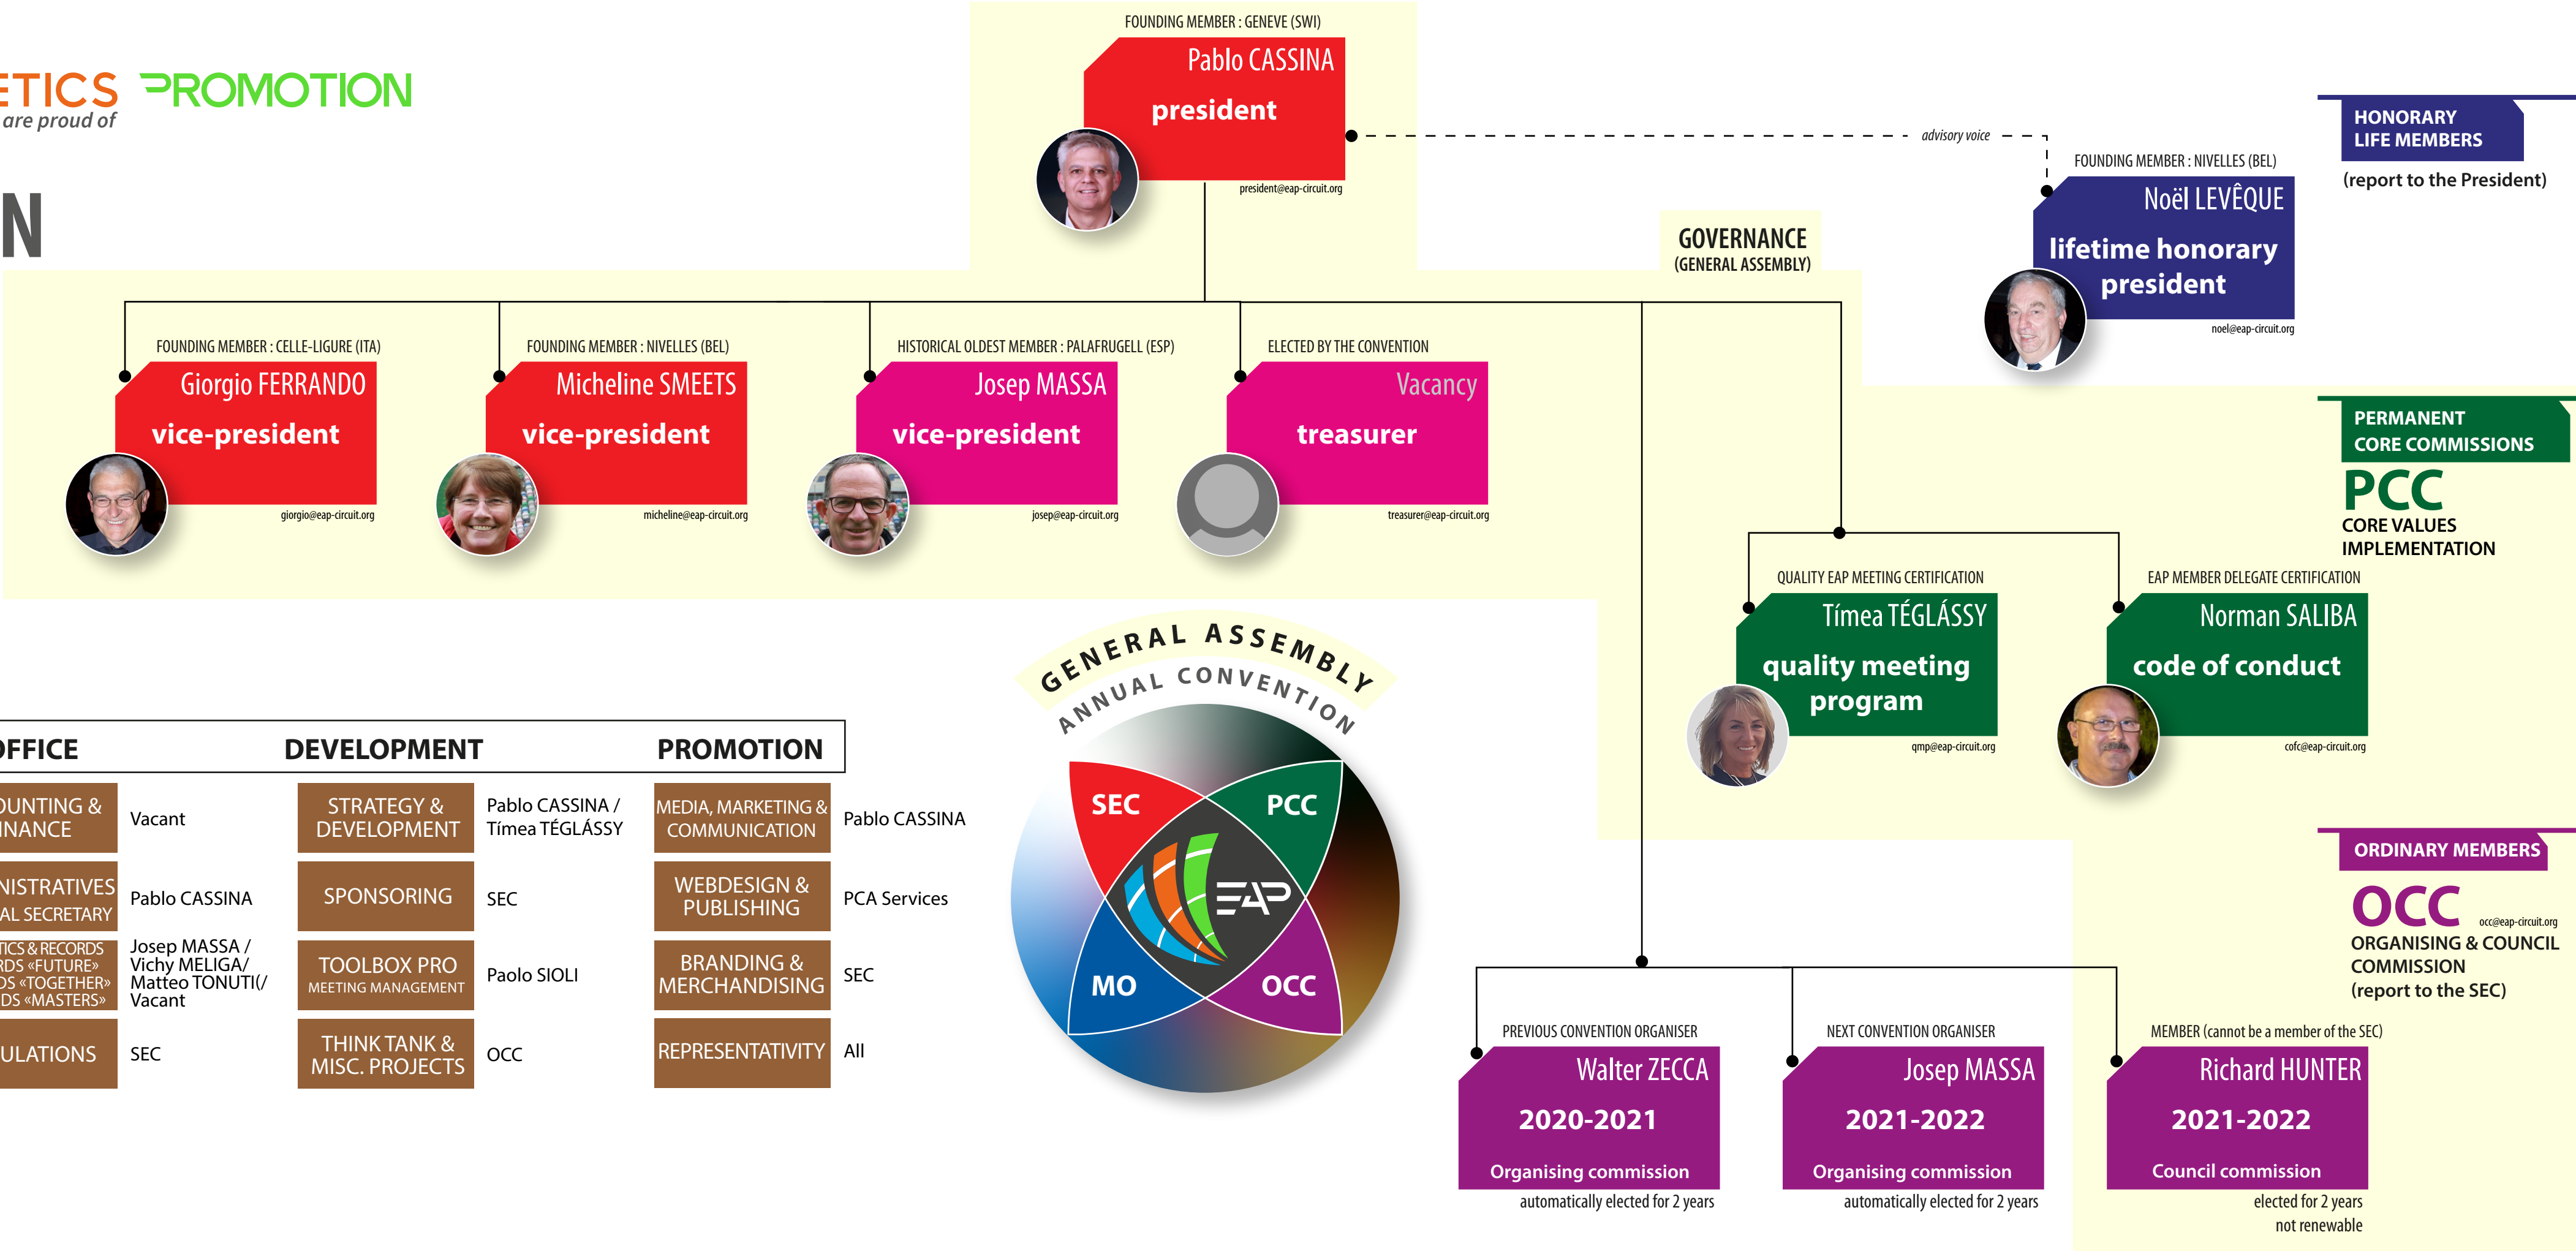 FOUNDING MEMBER : GENEVE (SWI)
Pablo CASSINA
president
president@eap-circuit.org
ETICS PROMOTION
are proud of
N
advisory voice
HONORARY
LIFE MEMBERS
(report to the President)
FOUNDING MEMBER : NIVELLES (BEL)
Noël LEVÊQUE
lifetime honorary
president
noel@eap-circuit.org
GOVERNANCE
(GENERAL ASSEMBLY)
FOUNDING MEMBER : CELLE-LIGURE (ITA)
Giorgio FERRANDO
vice-president
giorgio@eap-circuit.org
FOUNDING MEMBER : NIVELLES (BEL)
Micheline SMEETS
vice-president
micheline@eap-circuit.org
HISTORICAL OLDEST MEMBER : PALAFRUGELL (ESP)
Josep MASSA
vice-president
josep@eap-circuit.org
ELECTED BY THE CONVENTION
Vacancy
treasurer
treasurer@eap-circuit.org
PERMANENT
CORE COMMISSIONS
PCC
CORE VALUES
IMPLEMENTATION
QUALITY EAP MEETING CERTIFICATION
Tímea TÉGLÁSSY
quality meeting
program
qmp@eap-circuit.org
EAP MEMBER DELEGATE CERTIFICATION
Norman SALIBA
code of conduct
cofc@eap-circuit.org
GENERAL ASSEMBLY
ANNUAL CONVENTION
SEC
PCC
EAP
MO
OCC
OFFICE
DEVELOPMENT
PROMOTION
OUNTING &
INANCE
Vacant
STRATEGY &
DEVELOPMENT
Pablo CASSINA /
Tímea TÉGLÁSSY
MEDIA, MARKETING &
COMMUNICATION
Pablo CASSINA
NISTRATIVES
AL SECRETARY
Pablo CASSINA
SPONSORING
SEC
WEBDESIGN &
PUBLISHING
PCA Services
TICS & RECORDS
RDS «FUTURE»
DS «TOGETHER»
DS «MASTERS»
Josep MASSA /
Vichy MELIGA/
Matteo TONUTI(/
Vacant
TOOLBOX PRO
MEETING MANAGEMENT
Paolo SIOLI
BRANDING &
MERCHANDISING
SEC
ULATIONS
SEC
THINK TANK &
MISC. PROJECTS
OCC
REPRESENTATIVITY
All
ORDINARY MEMBERS
OCC occ@eap-circuit.org
ORGANISING & COUNCIL
COMMISSION
(report to the SEC)
PREVIOUS CONVENTION ORGANISER
Walter ZECCA
2020-2021
Organising commission
automatically elected for 2 years
NEXT CONVENTION ORGANISER
Josep MASSA
2021-2022
Organising commission
automatically elected for 2 years
MEMBER (cannot be a member of the SEC)
Richard HUNTER
2021-2022
Council commission
elected for 2 years
not renewable